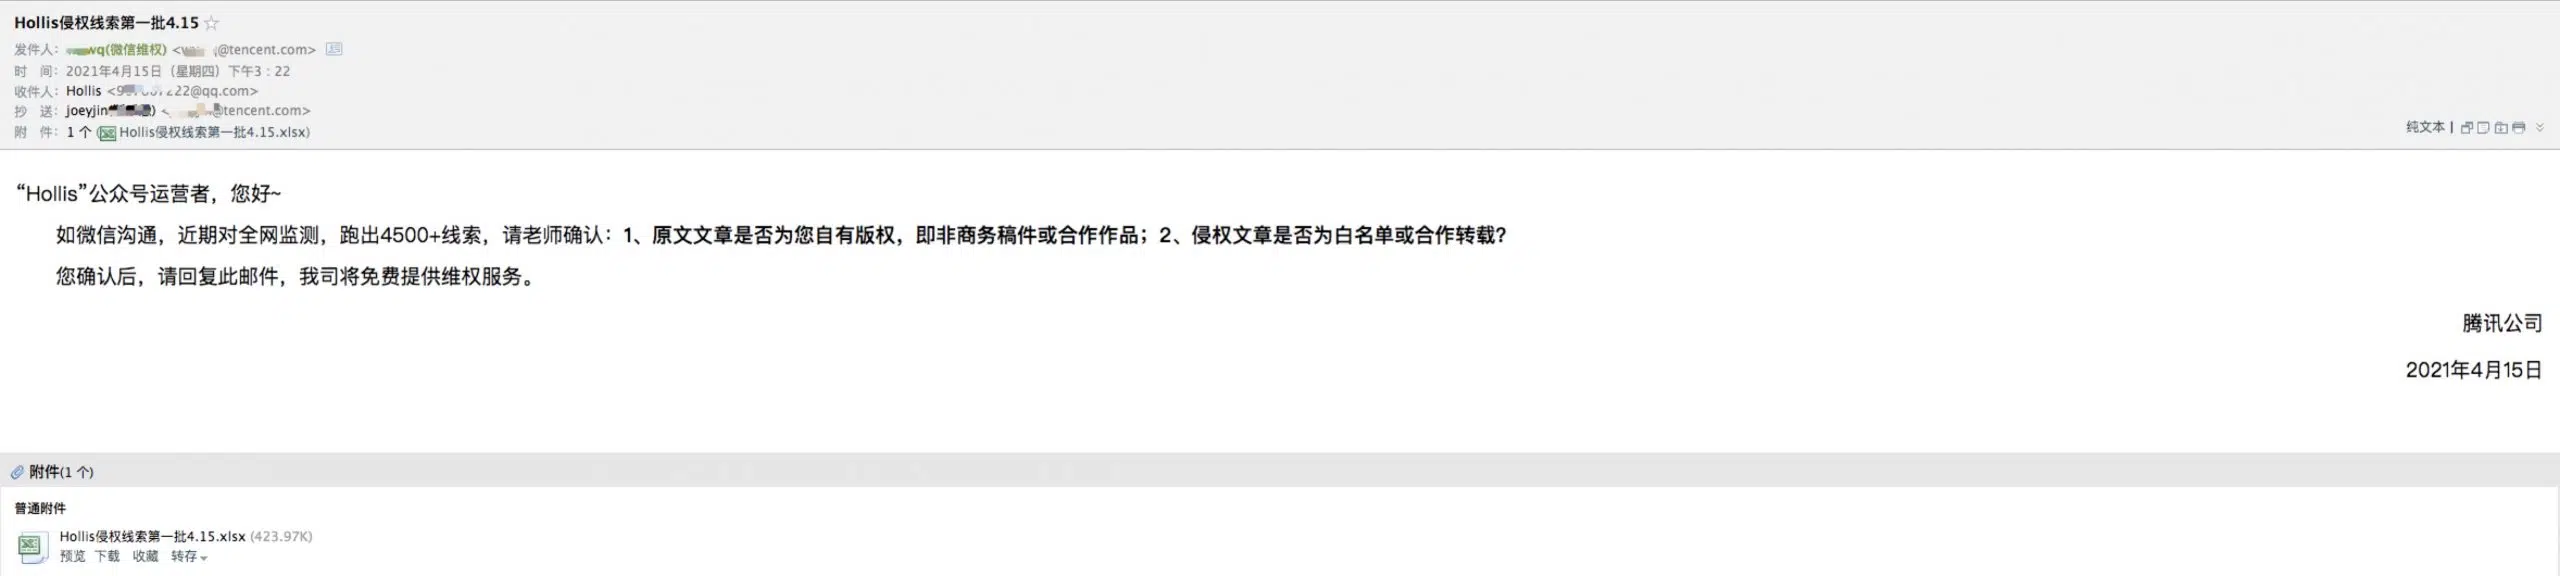 Hollis侵权线索第一批4.15
发件人: wq(微信维权) @tencent.com>
时 间: 2021年4月15日 (星期四) 下午3:22
收件人: Hollis 222@qq.com>
抄 送: joeyjin @tencent.com>
附 件: 1 个 (Hollis侵权线索第一批4.15.xlsx)
纯文本 |
“Hollis”公众号运营者，您好~
如微信沟通，近期对全网监测，跑出4500+线索，请老师确认：1、原文文章是否为您自有版权，即非商务稿件或合作作品；2、侵权文章是否为白名单或合作转载？
您确认后，请回复此邮件，我司将免费提供维权服务。
腾讯公司
2021年4月15日
附件(1 个)
普通附件
Hollis侵权线索第一批4.15.xlsx (423.97K)
预览 下载 收藏 转存